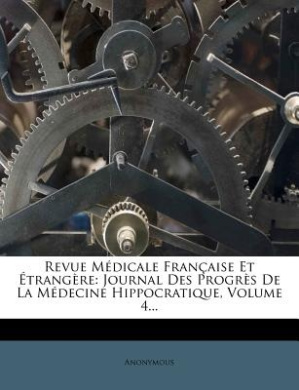 Revue Médicale Française Et
Étrangère: Journal Des Progrès De
La Médecine Hippocratique, Volume
4...
Anonymous